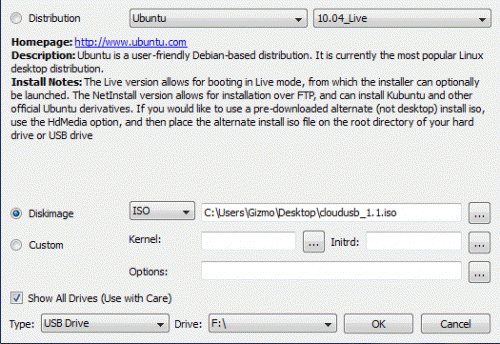 Distribution Ubuntu 10.04_Live
Homepage: http://www.ubuntu.com
Description: Ubuntu is a user-friendly Debian-based distribution. It is currently the most popular Linux
desktop distribution.
Install Notes: The Live version allows for booting in Live mode, from which the installer can optionally
be launched. The NetInstall version allows for installation over FTP, and can install Kubuntu and other
official Ubuntu derivatives. If you would like to use a pre-downloaded alternate (not desktop) install iso,
use the HdMedia option, and then place the alternate install iso file on the root directory of your hard
drive or USB drive
Diskimage ISO C:\Users\Gizmo\Desktop\cloudusb_1.1.iso ...
Custom Kernel: ... Initrd: ...
Options:
Show All Drives (Use with Care)
Type: USB Drive Drive: F:\ OK Cancel